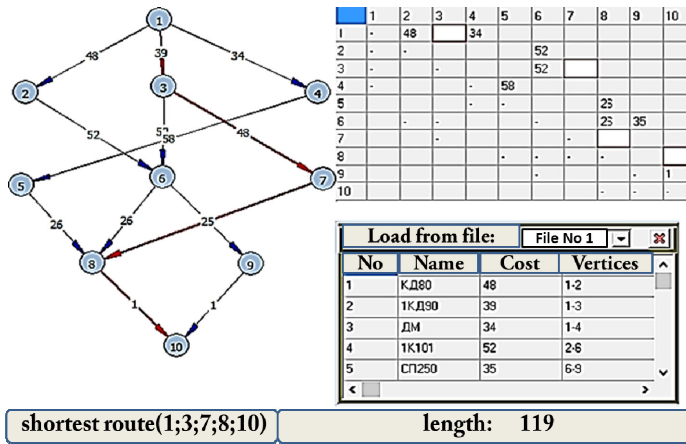 1
48
39
34
2
3
4
52
52
58
48
5
6
7
26
26
25
8
9
1
1
10
1 2 3 4 5 6 7 8 9 10
1 - 48 34
2 - - 52
3 - - 52
4 - - 58
5 - - 26
6 - - - 26 35
7 - -
8 - - - -
9 - - 1
10 - - -
Load from file: File No 1
No Name Cost Vertices
1 КД80 48 1-2
2 1КД90 39 1-3
3 ДМ 34 1-4
4 1К101 52 2-6
5 СП250 35 6-9
shortest route(1;3;7;8;10) length: 119